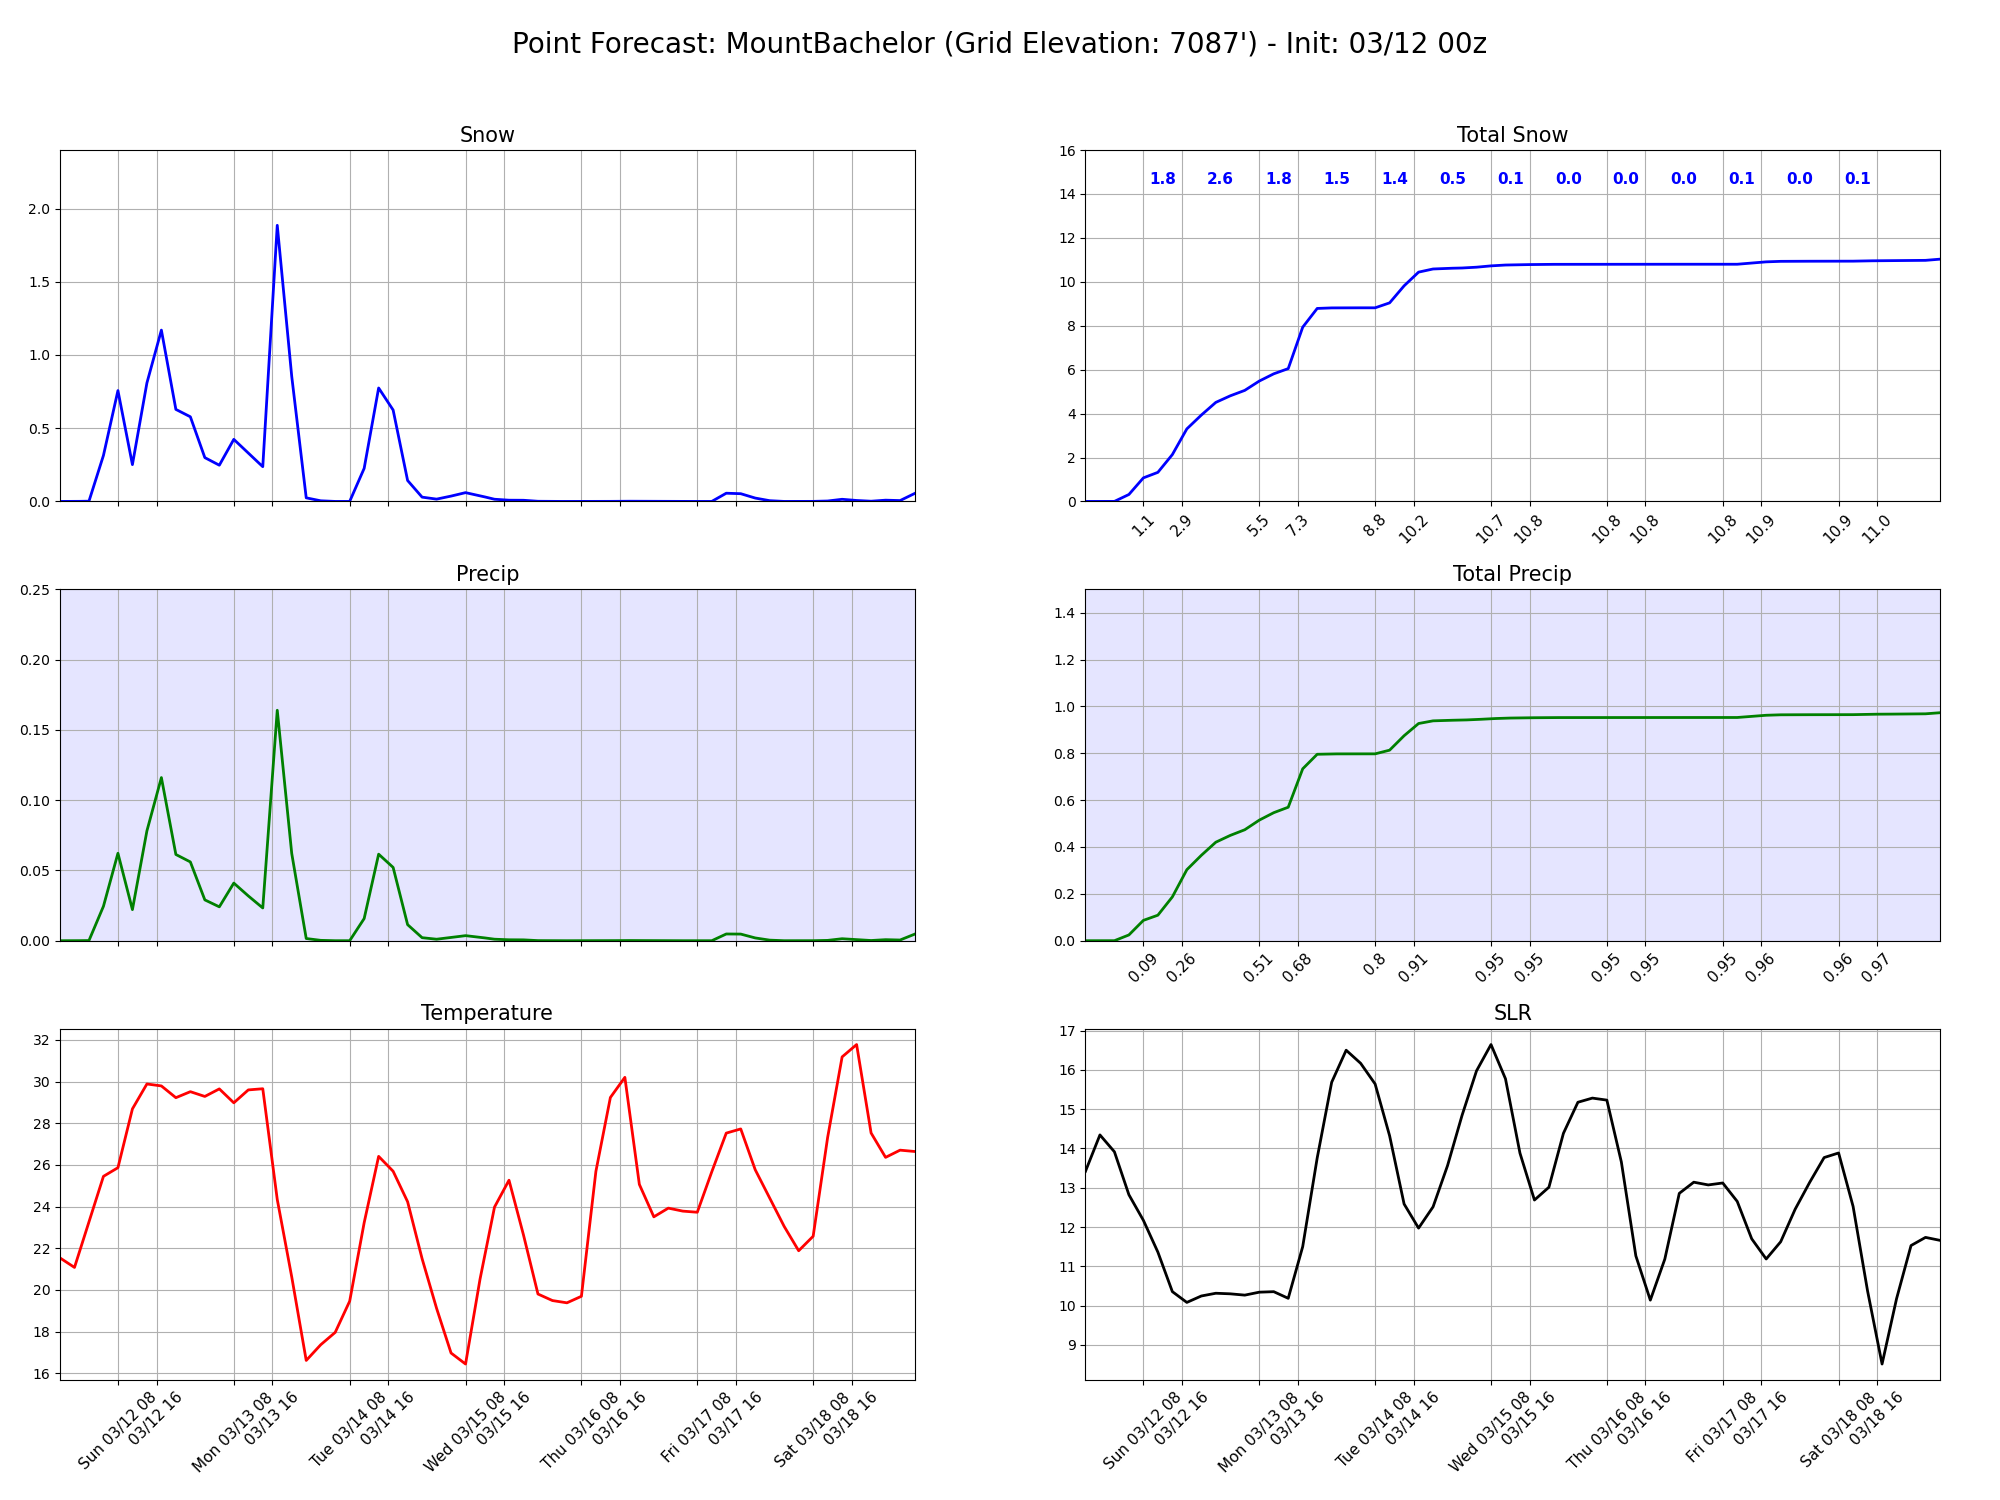 Point Forecast: MountBachelor (Grid Elevation: 7087') - Init: 03/12 00z
Snow
2.0
1.5
1.0
0.5
0.0
Total Snow
16
14
12
10
8
6
4
2
0
1.8 2.6 1.8 1.5 1.4 0.5 0.1 0.0 0.0 0.0 0.1 0.0 0.1
1.1 2.9 5.5 7.3 8.8 10.2 10.7 10.8 10.8 10.8 10.8 10.9 10.9 11.0
Precip
0.25
0.20
0.15
0.10
0.05
0.00
Total Precip
1.4
1.2
1.0
0.8
0.6
0.4
0.2
0.0
0.09 0.26 0.51 0.68 0.8 0.91 0.95 0.95 0.95 0.95 0.95 0.96 0.96 0.97
Temperature
32
30
28
26
24
22
20
18
16
Sun 03/12 08
03/12 16
Mon 03/13 08
03/13 16
Tue 03/14 08
03/14 16
Wed 03/15 08
03/15 16
Thu 03/16 08
03/16 16
Fri 03/17 08
03/17 16
Sat 03/18 08
03/18 16
SLR
17
16
15
14
13
12
11
10
9
Sun 03/12 08
03/12 16
Mon 03/13 08
03/13 16
Tue 03/14 08
03/14 16
Wed 03/15 08
03/15 16
Thu 03/16 08
03/16 16
Fri 03/17 08
03/17 16
Sat 03/18 08
03/18 16